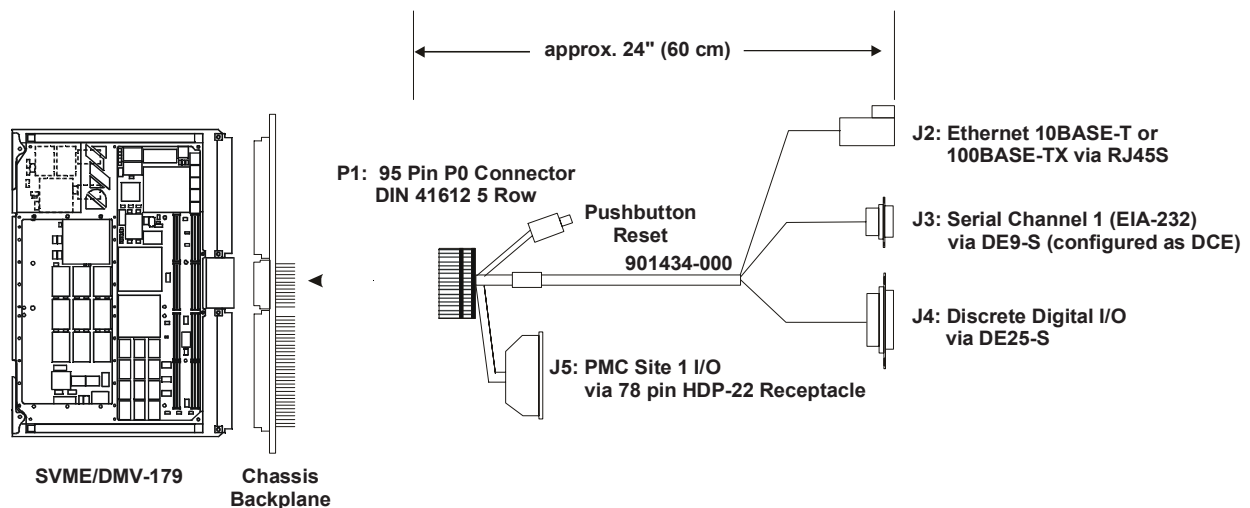 approx. 24" (60 cm)
J2: Ethernet 10BASE-T or
100BASE-TX via RJ45S
P1: 95 Pin P0 Connector
DIN 41612 5 Row
Pushbutton
Reset
901434-000
J3: Serial Channel 1 (EIA-232)
via DE9-S (configured as DCE)
J4: Discrete Digital I/O
via DE25-S
J5: PMC Site 1 I/O
via 78 pin HDP-22 Receptacle
SVME/DMV-179
Chassis
Backplane